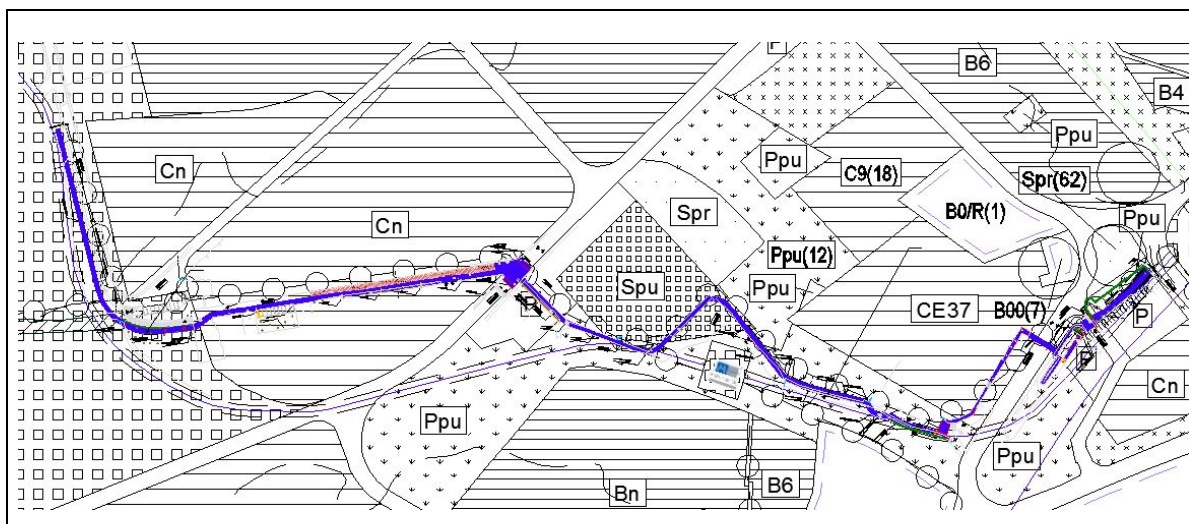 P
B6
B4
Ppu
Cn
Ppu
C9(18)
Spr(62)
Cn
Spr
B0/R(1)
Ppu
Ppu(12)
Spu
Ppu
CE37
B00(7)
P
P
Cn
Ppu
Ppu
Bn
B6